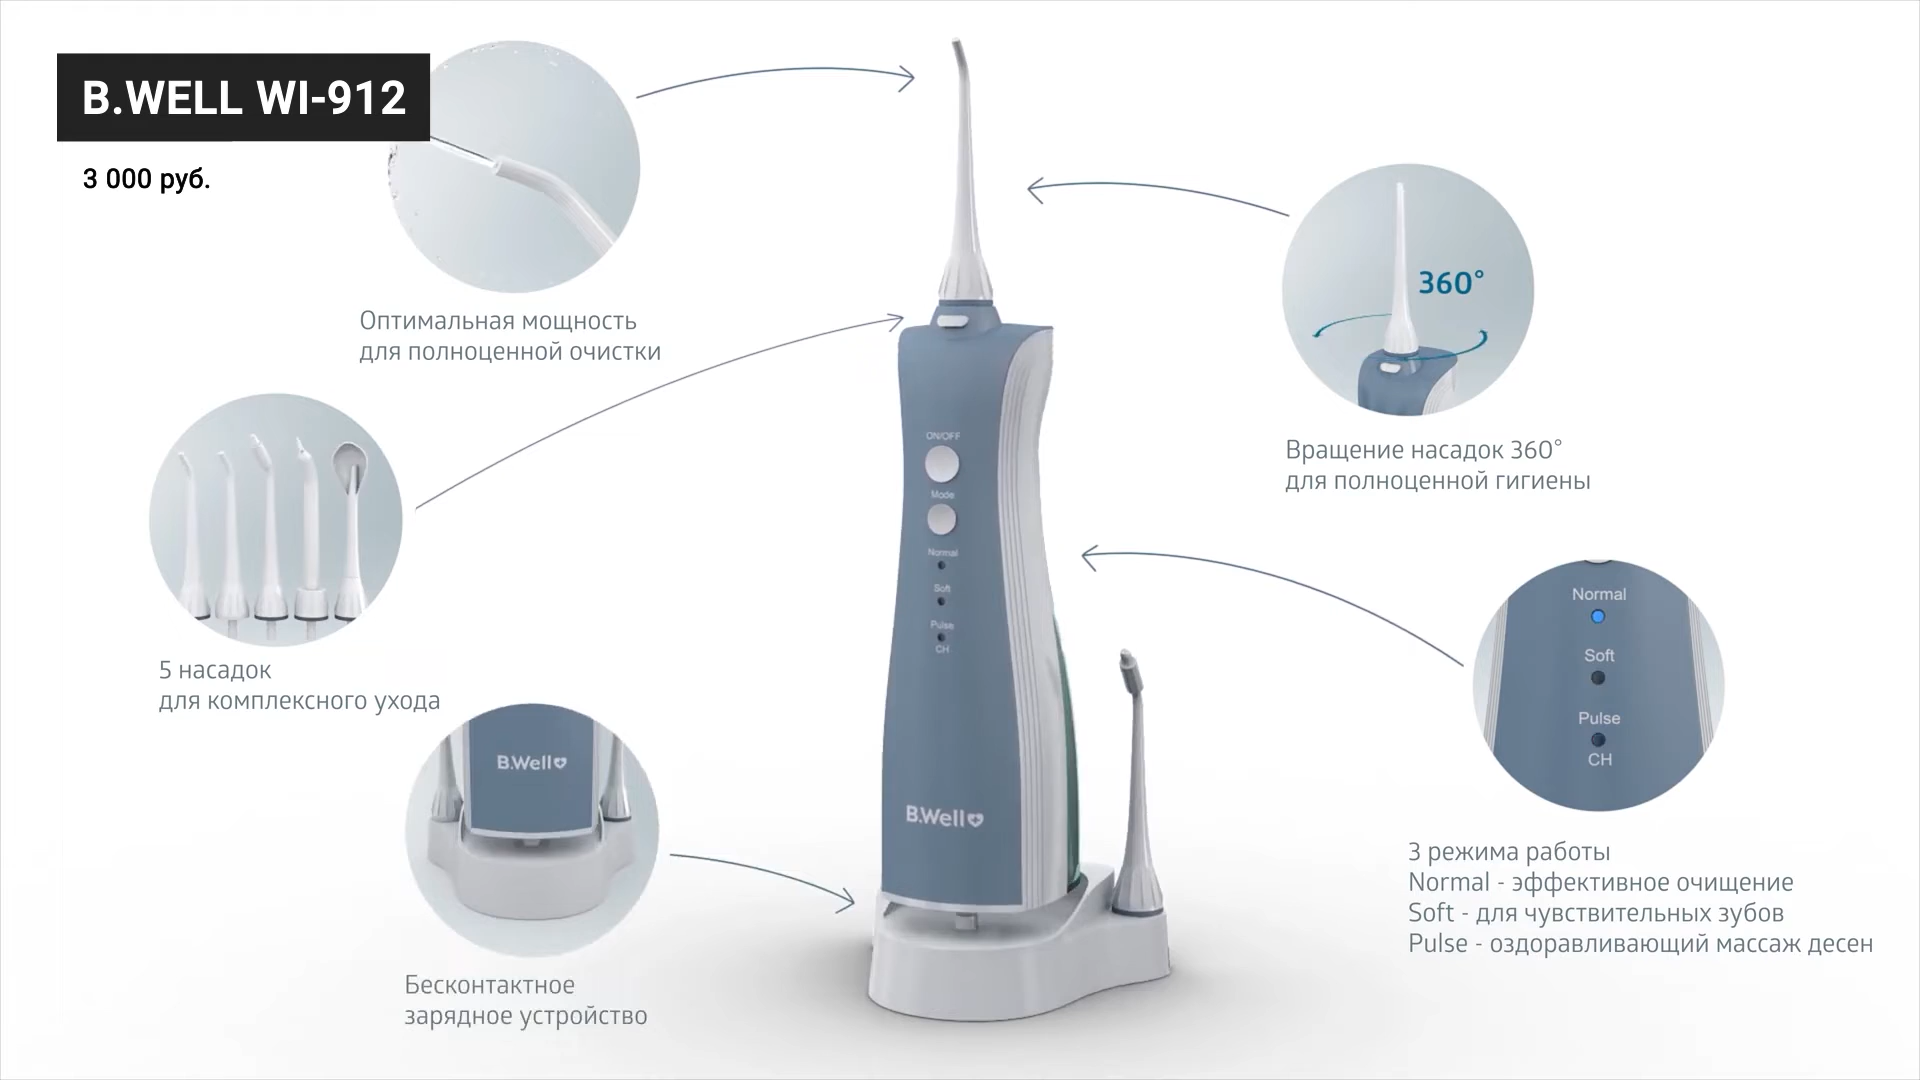 B.WELL WI-912
3 000 руб.
Оптимальная мощность
для полноценной очистки
360°
Вращение насадок 360°
для полноценной гигиены
5 насадок
для комплексного ухода
ON/OFF
Mode
Normal
Soft
Pulse
CH
B.Well
Normal
Soft
Pulse
CH
3 режима работы
Normal - эффективное очищение
Soft - для чувствительных зубов
Pulse - оздоравливающий массаж десен
B.Well
Бесконтактное
зарядное устройство